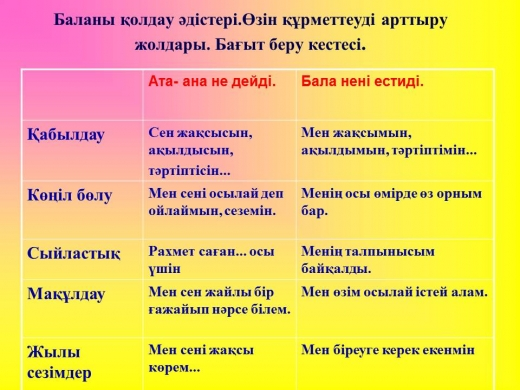 Баланы қолдау әдістері.Өзін құрметтеуді арттыру
жолдары. Бағыт беру кестесі.
Ата- ана не дейді.
Бала нені естиді.
Қабылдау
Сен жақсысын,
ақылдысын,
тәртіптісін...
Мен жақсымын,
ақылдымын, тәртіптімін...
Көңіл бөлу
Мен сені осылай деп
ойлаймын, сеземін.
Менің осы өмірде өз орным
бар.
Сыйластық
Рахмет саған... осы
үшін
Менің талпынысым
байқалды.
Мақұлдау
Мен сен жайлы бір
ғажайып нәрсе білем.
Мен өзім осылай істей алам.
Жылы
сезімдер
Мен сені жақсы
көрем...
Мен біреуге керек екенмін